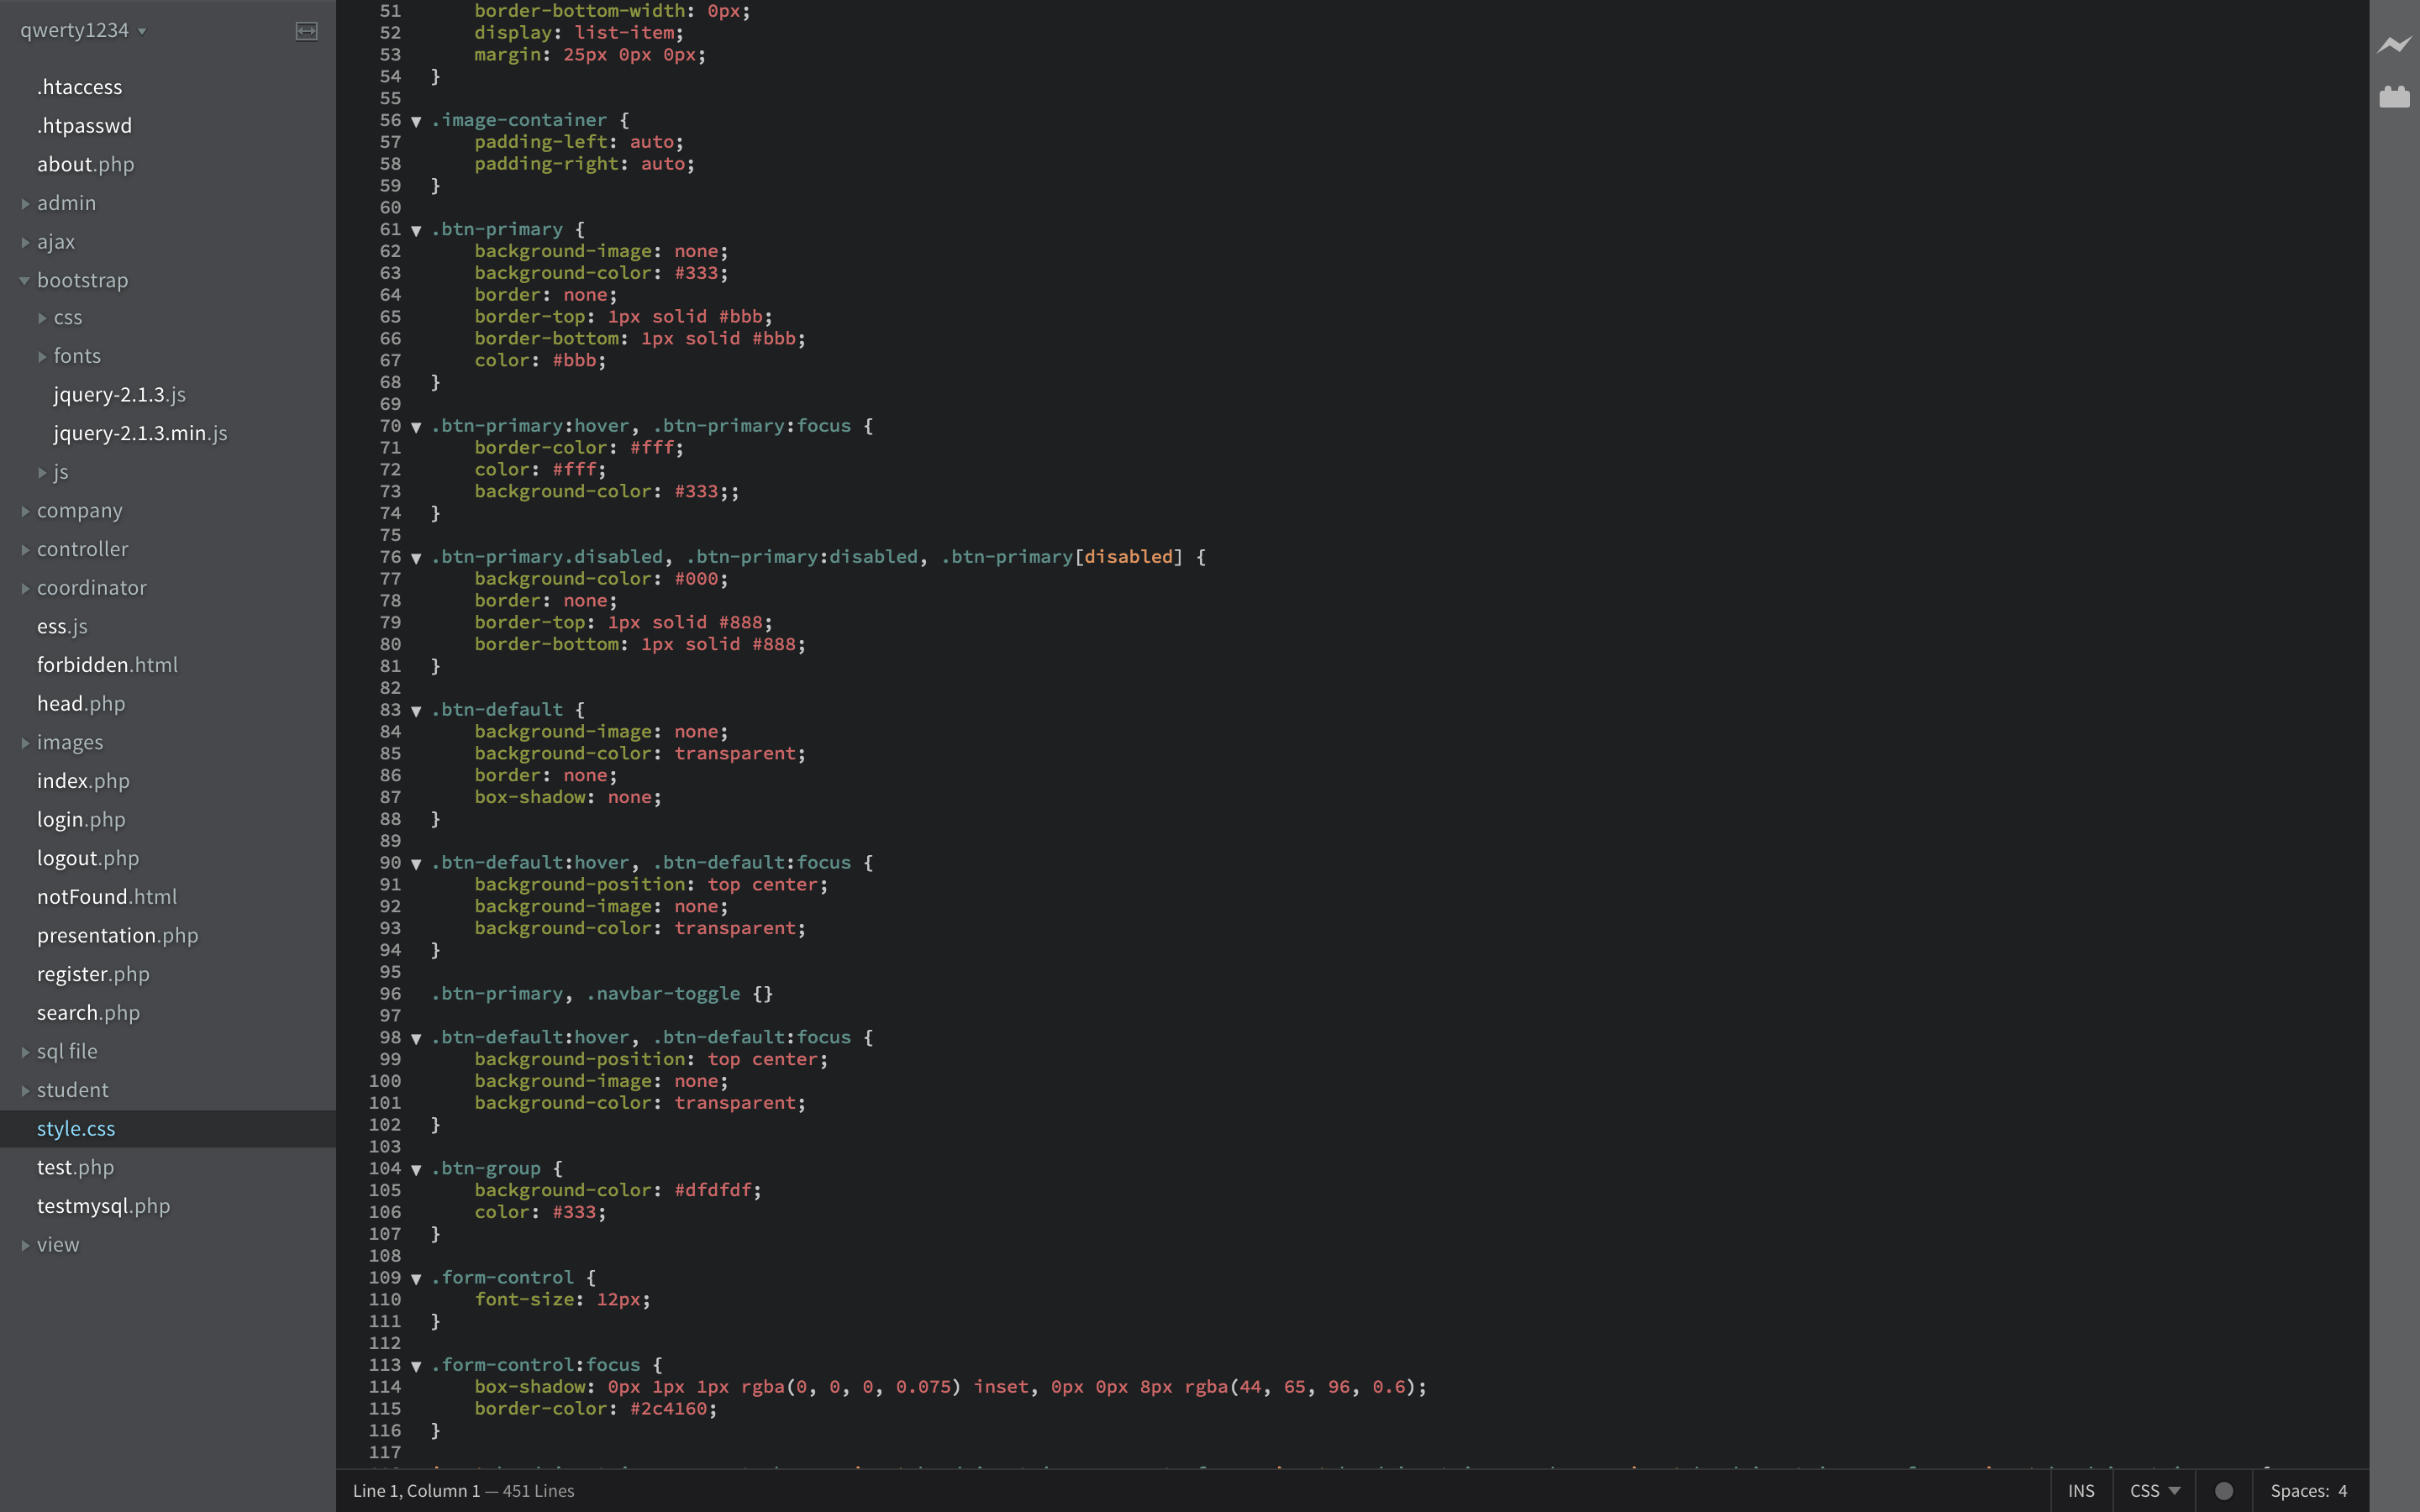 qwerty1234
.htaccess
.htpasswd
about.php
admin
ajax
bootstrap
css
fonts
jquery-2.1.3.js
jquery-2.1.3.min.js
js
company
controller
coordinator
ess.js
forbidden.html
head.php
images
index.php
login.php
logout.php
notFound.html
presentation.php
register.php
search.php
sql file
student
style.css
test.php
testmysql.php
view
51 border-bottom-width: 0px;
52 display: list-item;
53 margin: 25px 0px 0px;
54 }
55
56 .image-container {
57 padding-left: auto;
58 padding-right: auto;
59 }
60
61 .btn-primary {
62 background-image: none;
63 background-color: #333;
64 border: none;
65 border-top: 1px solid #bbb;
66 border-bottom: 1px solid #bbb;
67 color: #bbb;
68 }
69
70 .btn-primary:hover, .btn-primary:focus {
71 border-color: #fff;
72 color: #fff;
73 background-color: #333;;
74 }
75
76 .btn-primary.disabled, .btn-primary:disabled, .btn-primary[disabled] {
77 background-color: #000;
78 border: none;
79 border-top: 1px solid #888;
80 border-bottom: 1px solid #888;
81 }
82
83 .btn-default {
84 background-image: none;
85 background-color: transparent;
86 border: none;
87 box-shadow: none;
88 }
89
90 .btn-default:hover, .btn-default:focus {
91 background-position: top center;
92 background-image: none;
93 background-color: transparent;
94 }
95
96 .btn-primary, .navbar-toggle {}
97
98 .btn-default:hover, .btn-default:focus {
99 background-position: top center;
100 background-image: none;
101 background-color: transparent;
102 }
103
104 .btn-group {
105 background-color: #dfdfdf;
106 color: #333;
107 }
108
109 .form-control {
110 font-size: 12px;
111 }
112
113 .form-control:focus {
114 box-shadow: 0px 1px 1px rgba(0, 0, 0, 0.075) inset, 0px 0px 8px rgba(44, 65, 96, 0.6);
115 border-color: #2c4160;
116 }
117
Line 1, Column 1 — 451 Lines
INS
CSS
Spaces: 4